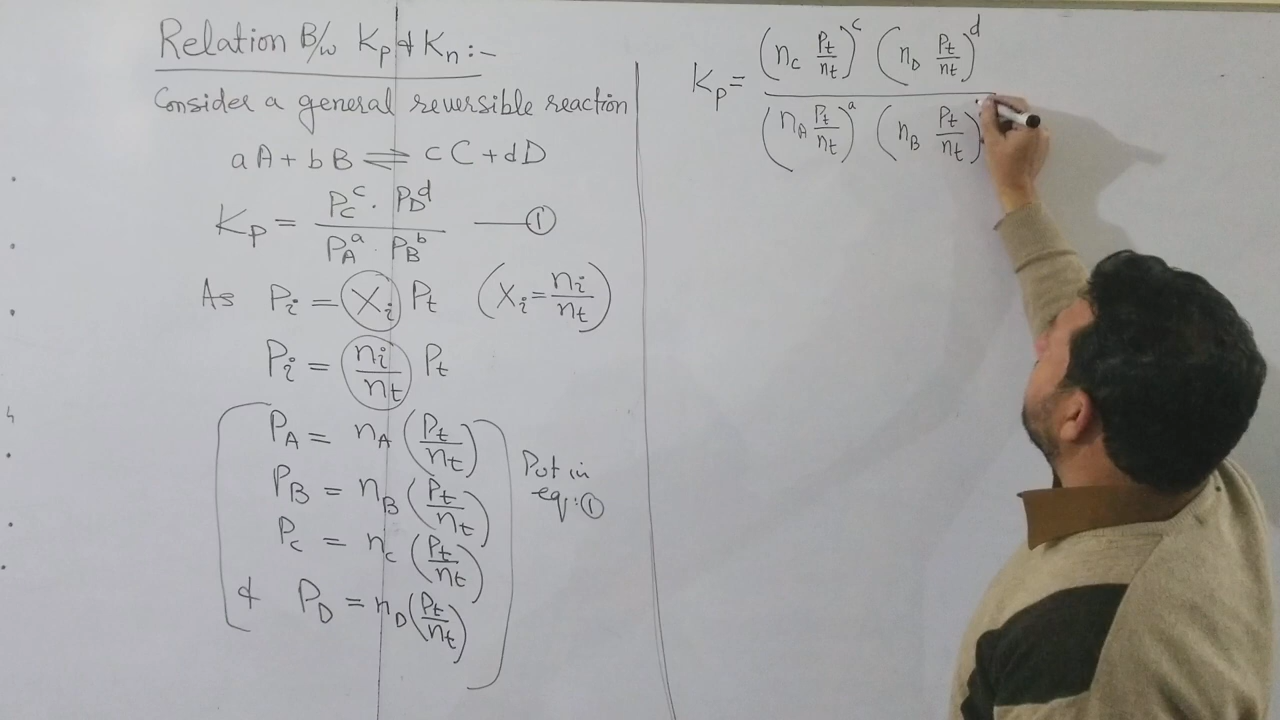 Relation B/w Kp & Kn :-
Consider a general reversible reaction
aA + bB ⇌ cC + dD
Kp = PC^c . PD^d / PA^a . PB^b —— ①
As Pi = Xi Pt (Xi = ni/nt)
Pi = ni/nt Pt
PA = nA (Pt/nt)
PB = nB (Pt/nt)
Pc = nc (Pt/nt)
& PD = nD (Pt/nt)
Put in
eq: ①
Kp = (nC Pt/nt)^c (nD Pt/nt)^d / (nA Pt/nt)^a (nB Pt/nt)